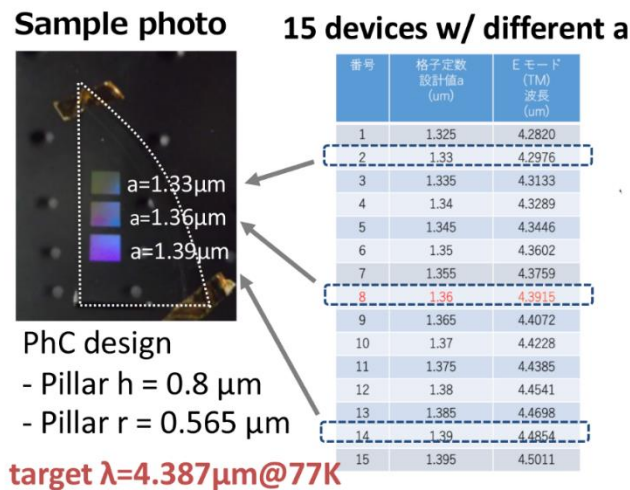 Sample photo
15 devices w/ different a
a=1.33μm
a=1.36μm
a=1.39μm
PhC design
- Pillar h = 0.8 μm
- Pillar r = 0.565 μm
target λ=4.387μm@77K
番号 格子定数 設計値a (um) Eモード (TM) 波長 (um)
1 1.325 4.2820
2 1.33 4.2976
3 1.335 4.3133
4 1.34 4.3289
5 1.345 4.3446
6 1.35 4.3602
7 1.355 4.3759
8 1.36 4.3915
9 1.365 4.4072
10 1.37 4.4228
11 1.375 4.4385
12 1.38 4.4541
13 1.385 4.4698
14 1.39 4.4854
15 1.395 4.5011